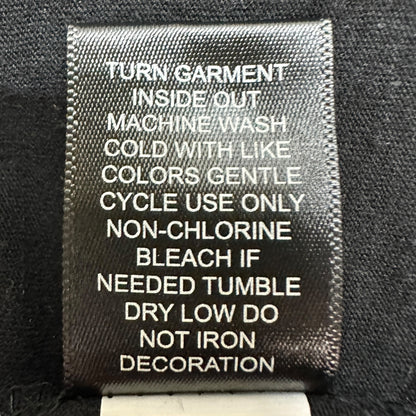 TURN GARMENT
INSIDE OUT
MACHINE WASH
COLD WITH LIKE
COLORS GENTLE
CYCLE USE ONLY
NON-CHLORINE
BLEACH IF
NEEDED TUMBLE
DRY LOW DO
NOT IRON
DECORATION